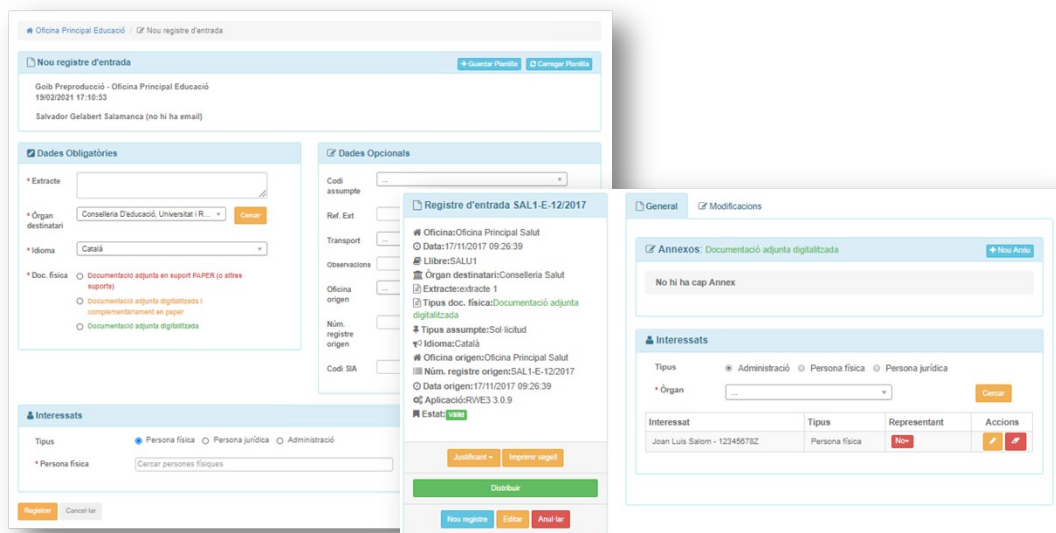 Oficina Principal Educació / Nou registre d'entrada
Nou registre d'entrada
+ Guardar Plantilla
Carregar Plantilla
Goib Preproducció - Oficina Principal Educació
19/02/2021 17:10:53
Salvador Gelabert Salamanca (no hi ha email)
Dades Obligatòries
* Extracte
* Órgan
destinatari
Conselleria D'educació, Universitat i R...
Cercar
* Idioma
Català
* Doc. física
Documentació adjunta en suport PAPER (o altres
suports)
Documentació adjunta digitalitzada i
complementàriament en paper
Documentació adjunta digitalitzada
Dades Opcionals
Codi
assumpte
...
Ref. Ext
Transport
...
Observacions
Oficina
origen
...
Núm.
registre
origen
Codi SIA
Interessats
Tipus
Persona física
Persona jurídica
Administració
* Persona física
Cercar persones físiques
Registrar
Cancel·lar
Registre d'entrada SAL1-E-12/2017
Oficina:Oficina Principal Salut
Data:17/11/2017 09:26:39
Llibre:SALU1
Òrgan destinatari:Conselleria Salut
Extracte:extracte 1
Tipus doc. física:Documentació adjunta
digitalitzada
Tipus assumpte:Sol·licitud
Idioma:Català
Oficina origen:Oficina Principal Salut
Núm. registre origen:SAL1-E-12/2017
Data origen:17/11/2017 09:26:39
Aplicació:RWE3 3.0.9
Estat: Vàlid
Justificant
Imprimir segell
Distribuir
Nou registre
Editar
Anul·lar
General
Modificacions
Annexos: Documentació adjunta digitalitzada
+ Nou Arxiu
No hi ha cap Annex
Interessats
Tipus
Administració
Persona física
Persona jurídica
* Órgan
...
Cercar
Interessat Tipus Representant Accions
Joan Luis Salom - 12345678Z Persona física No